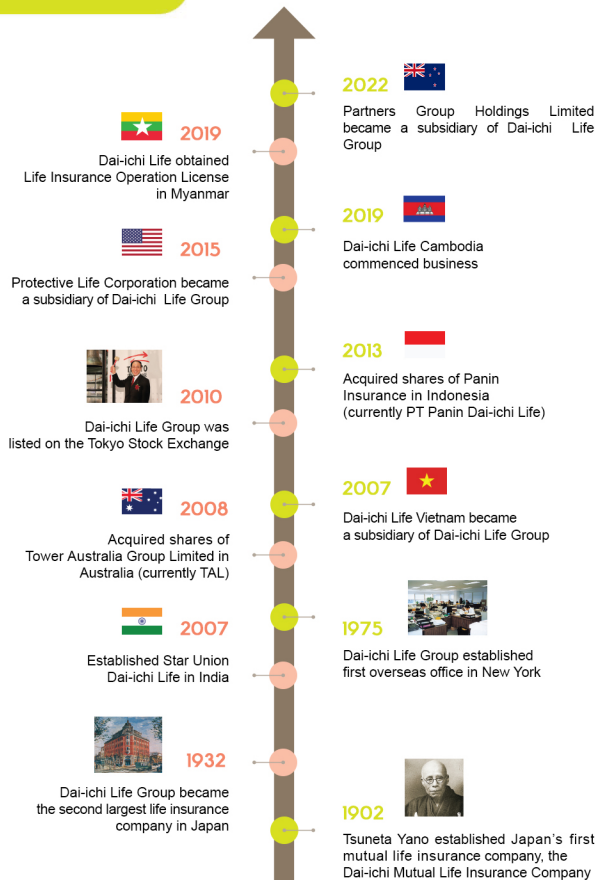 2022
Partners Group Holdings Limited
became a subsidiary of Dai-ichi Life
Group
2019
Dai-ichi Life obtained
Life Insurance Operation License
in Myanmar
2019
Dai-ichi Life Cambodia
commenced business
2015
Protective Life Corporation became
a subsidiary of Dai-ichi Life Group
2013
Acquired shares of Panin
Insurance in Indonesia
(currently PT Panin Dai-ichi Life)
2010
Dai-ichi Life Group was
listed on the Tokyo Stock Exchange
2007
Dai-ichi Life Vietnam became
a subsidiary of Dai-ichi Life Group
2008
Acquired shares of
Tower Australia Group Limited in
Australia (currently TAL)
1975
Dai-ichi Life Group established
first overseas office in New York
2007
Established Star Union
Dai-ichi Life in India
1932
Dai-ichi Life Group became
the second largest life insurance
company in Japan
1902
Tsuneta Yano established Japan's first
mutual life insurance company, the
Dai-ichi Mutual Life Insurance Company